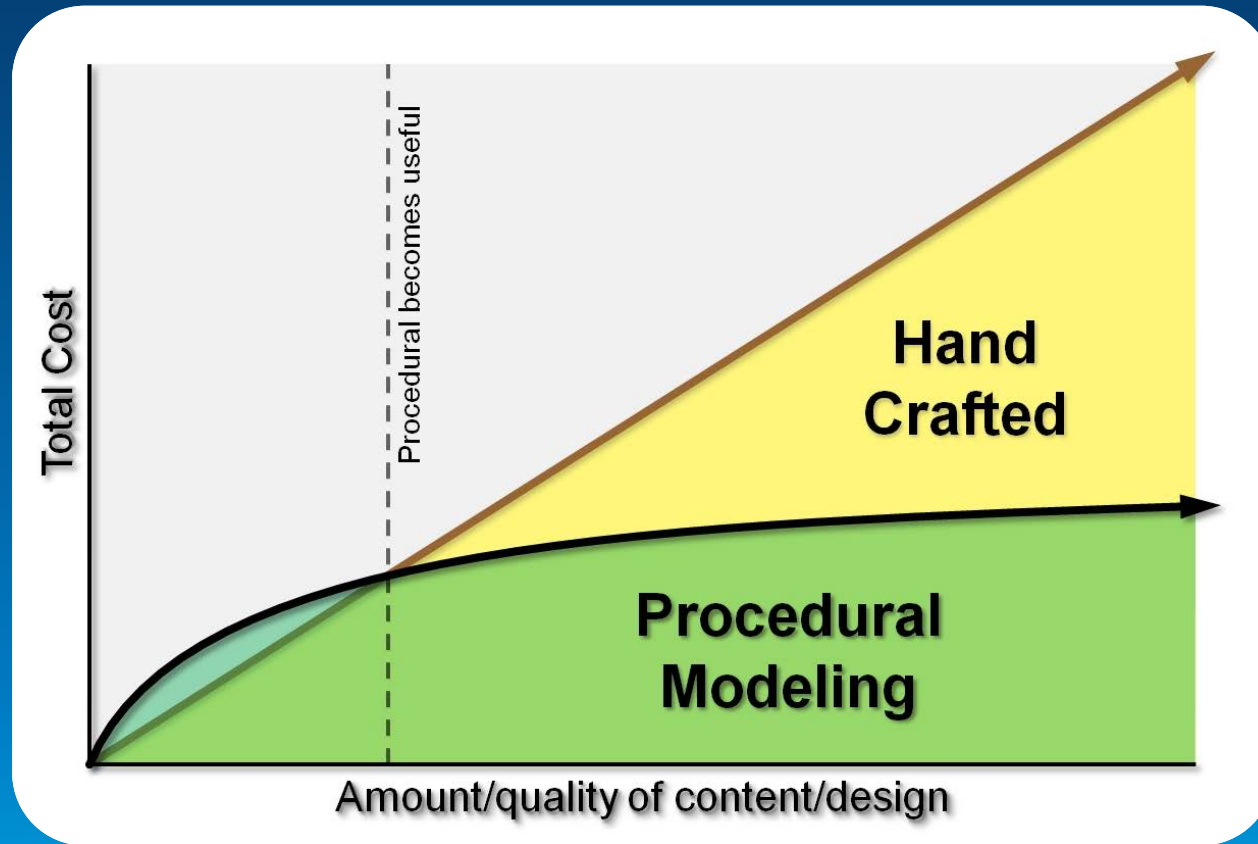 Total Cost
Procedural becomes useful
Hand
Crafted
Procedural
Modeling
Amount/quality of content/design